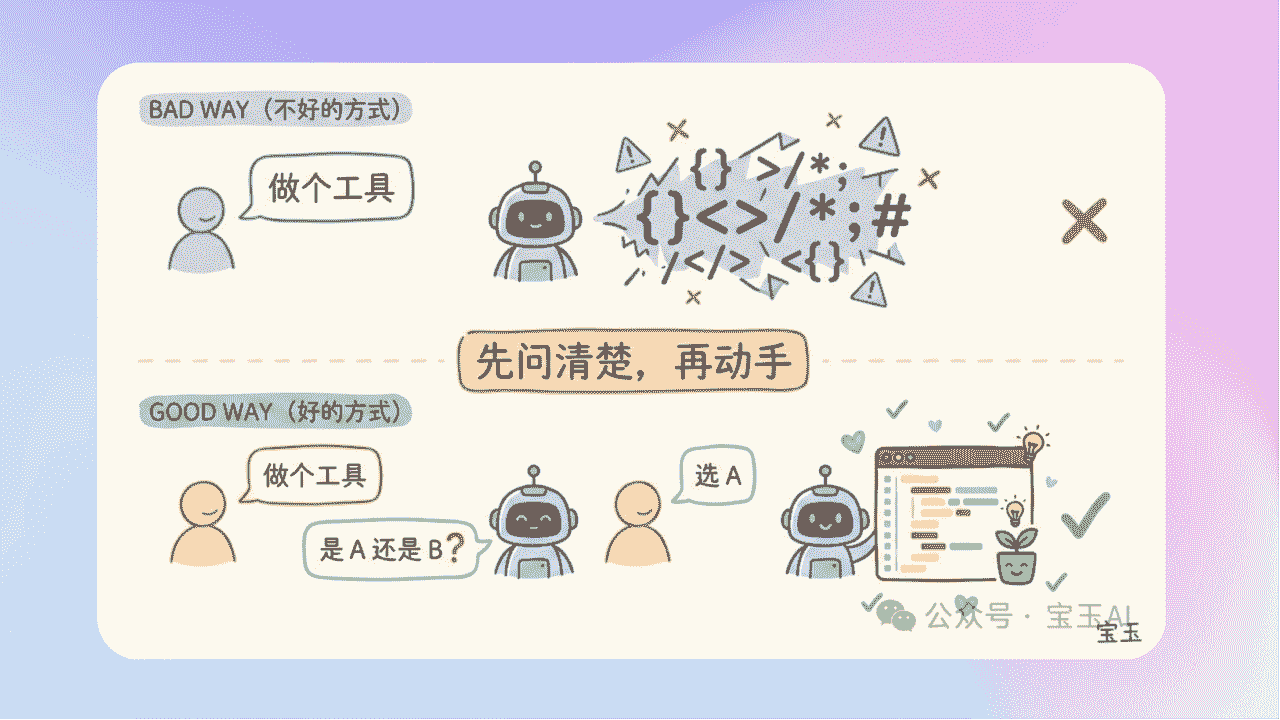 BAD WAY（不好的方式）
做个工具
{} >/*;
{}<>/*;#
/</> <{}
先问清楚，再动手
GOOD WAY（好的方式）
做个工具
是 A 还是 B？
选 A
公众号 · 宝玉AI
宝玉